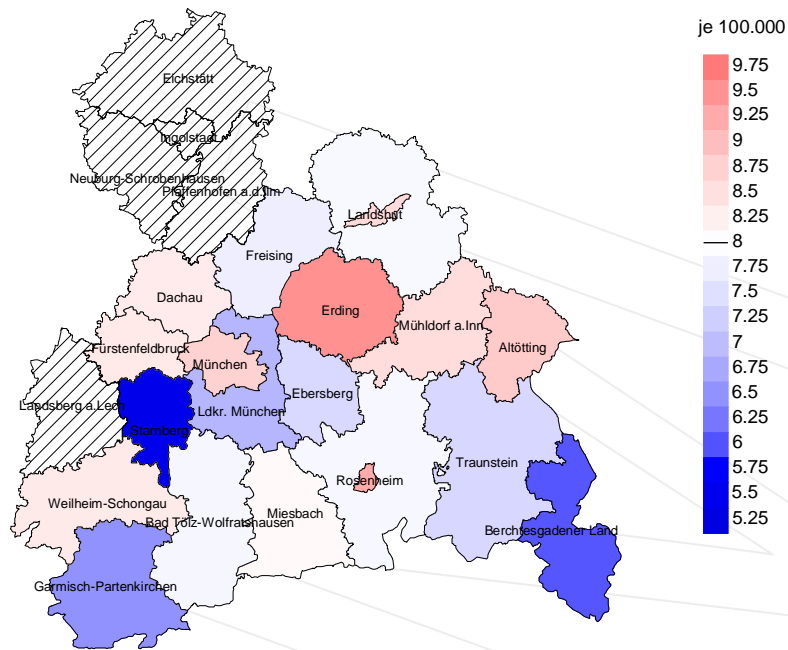 je 100.000
9.75
9.5
9.25
9
8.75
8.5
8.25
8
7.75
7.5
7.25
7
6.75
6.5
6.25
6
5.75
5.5
5.25
Eichstätt
Ingolstadt
Neuburg-Schrobenhausen
Pfaffenhofen a.d.Ilm
Landshut
Freising
Dachau
Erding
Mühldorf a.Inn
Altötting
Fürstenfeldbruck
München
Ebersberg
Landsberg a.Lech
Ldkr. München
Starnberg
Traunstein
Rosenheim
Weilheim-Schongau
Miesbach
Bad Tölz-Wolfratshausen
Berchtesgadener Land
Garmisch-Partenkirchen